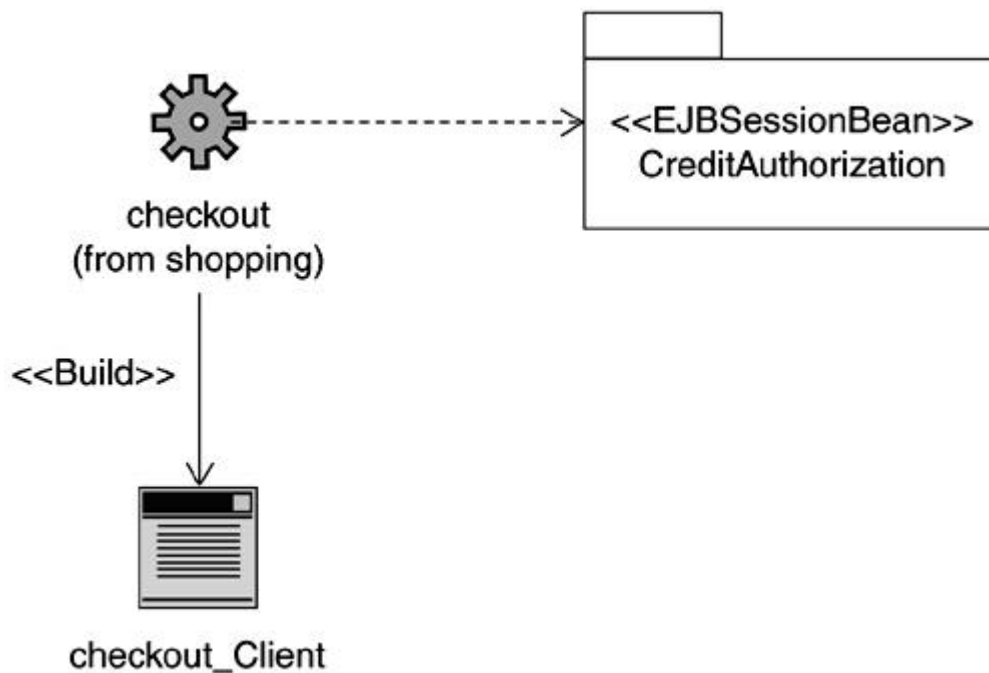 <<EJBSessionBean>>
CreditAuthorization
checkout
(from shopping)
<<Build>>
checkout_Client